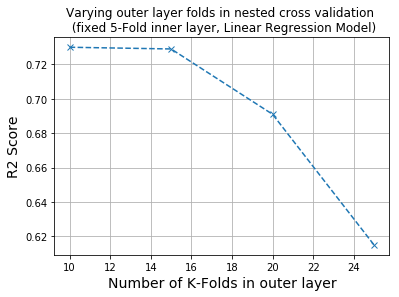 Varying outer layer folds in nested cross validation
(fixed 5-Fold inner layer, Linear Regression Model)
R2 Score
0.72
0.70
0.68
0.66
0.64
0.62
10 12 14 16 18 20 22 24
Number of K-Folds in outer layer